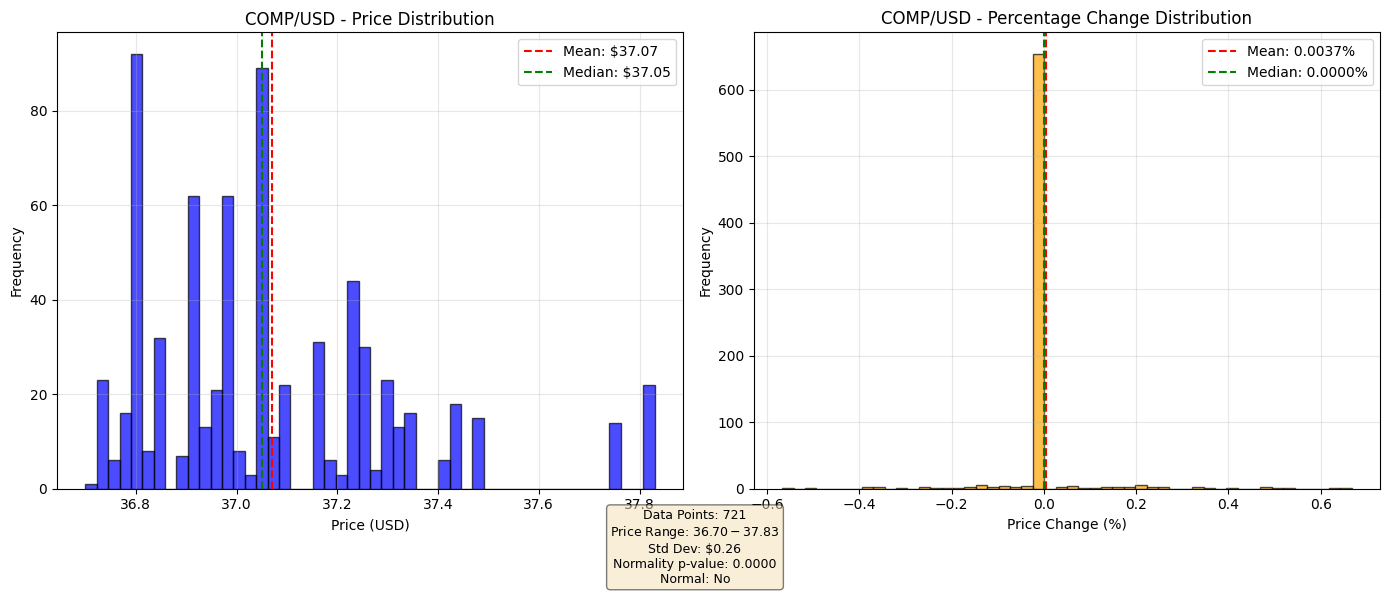 COMP/USD - Price Distribution
Frequency
80
60
40
20
0
36.8
37.0
37.2
37.4
37.6
37.8
Price (USD)
Mean: $37.07
Median: $37.05
COMP/USD - Percentage Change Distribution
Frequency
600
500
400
300
200
100
0
−0.6
−0.4
−0.2
0.0
0.2
0.4
0.6
Price Change (%)
Mean: 0.0037%
Median: 0.0000%
Data Points: 721
Price Range: 36.70 − 37.83
Std Dev: $0.26
Normality p-value: 0.0000
Normal: No